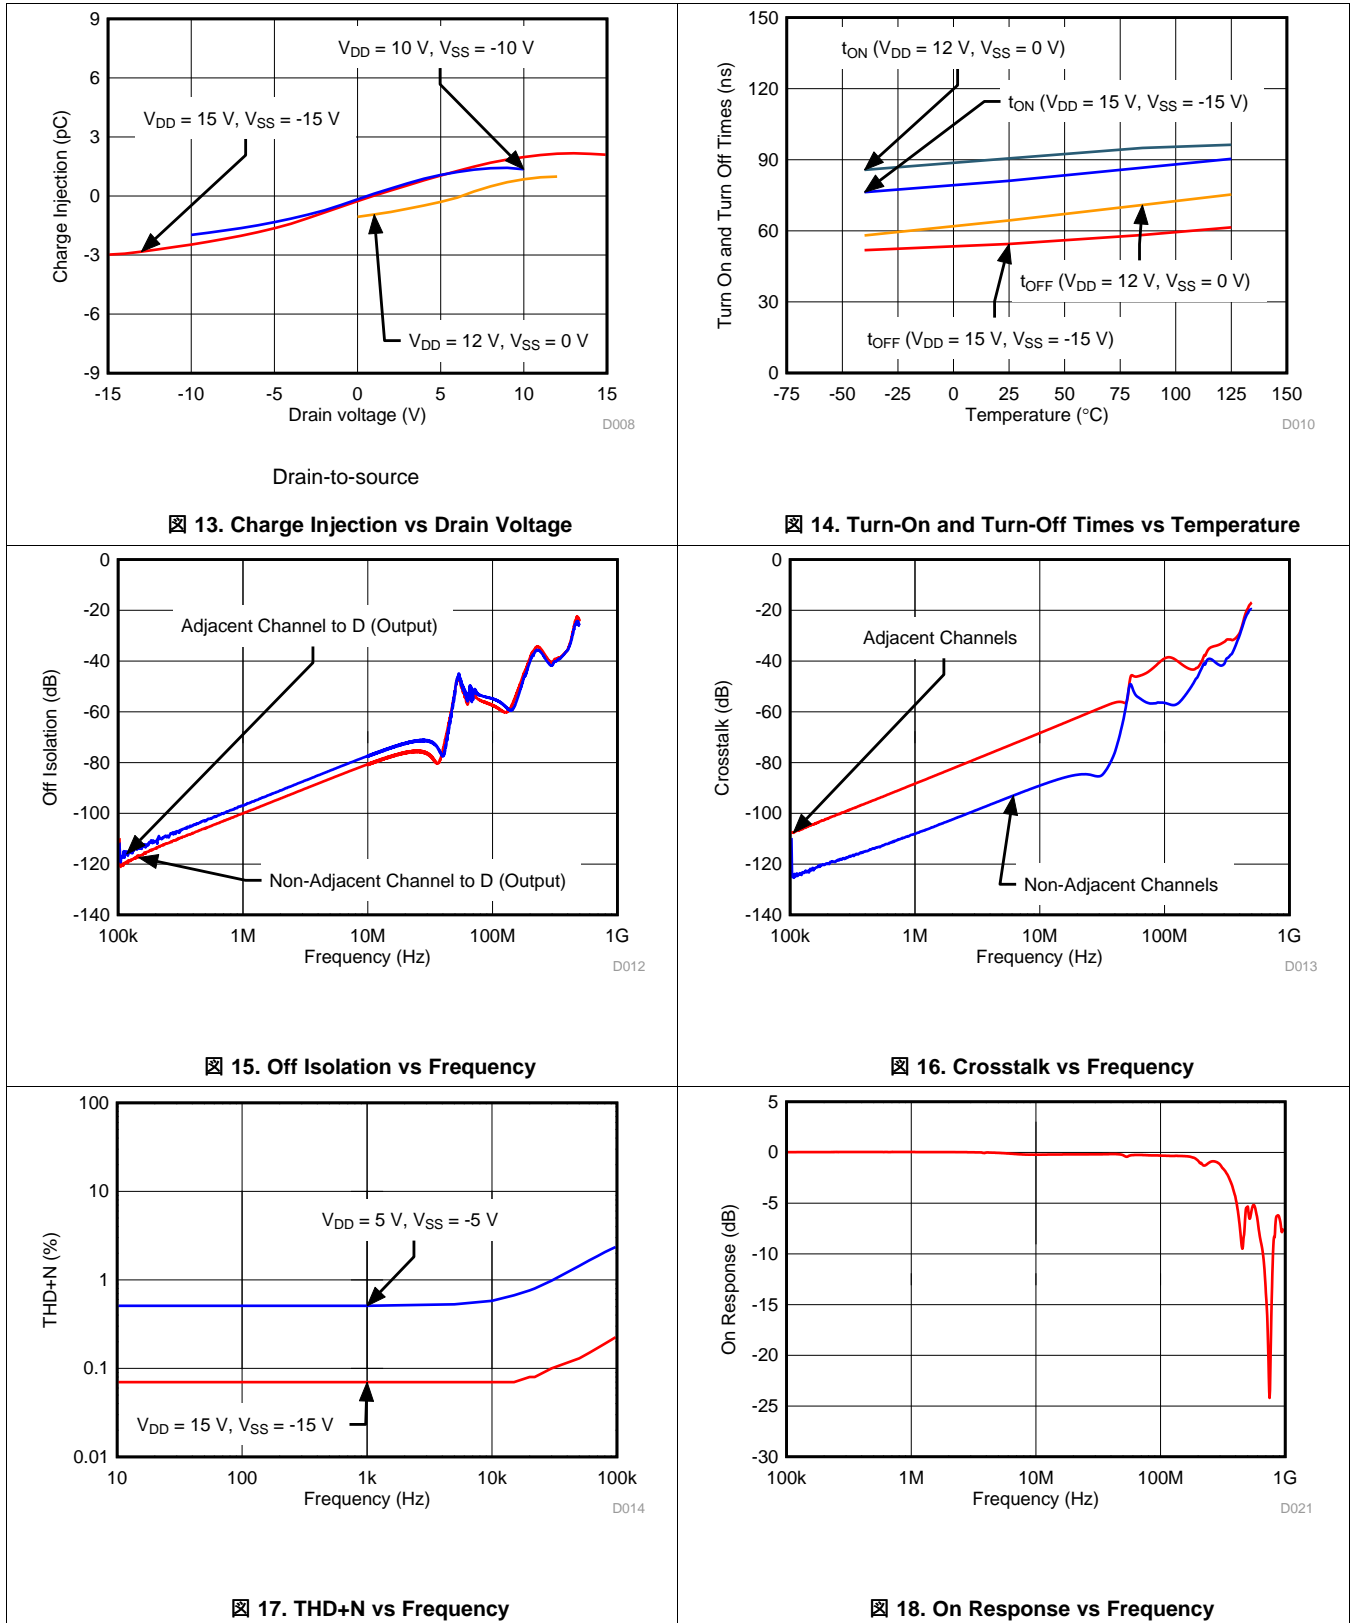 9
6
3
0
-3
-6
-9
-15
-10
-5
0
5
10
15
Charge Injection (pC)
Drain voltage (V)
D008
VDD = 10 V, VSS = -10 V
VDD = 15 V, VSS = -15 V
VDD = 12 V, VSS = 0 V
Drain-to-source
図 13. Charge Injection vs Drain Voltage
150
120
90
60
30
0
-75
-50
-25
0
25
50
75
100
125
150
Turn On and Turn Off Times (ns)
Temperature (°C)
D010
tON (VDD = 12 V, VSS = 0 V)
tON (VDD = 15 V, VSS = -15 V)
tOFF (VDD = 12 V, VSS = 0 V)
tOFF (VDD = 15 V, VSS = -15 V)
図 14. Turn-On and Turn-Off Times vs Temperature
0
-20
-40
-60
-80
-100
-120
-140
100k
1M
10M
100M
1G
Off Isolation (dB)
Frequency (Hz)
D012
Adjacent Channel to D (Output)
Non-Adjacent Channel to D (Output)
図 15. Off Isolation vs Frequency
0
-20
-40
-60
-80
-100
-120
-140
100k
1M
10M
100M
1G
Crosstalk (dB)
Frequency (Hz)
D013
Adjacent Channels
Non-Adjacent Channels
図 16. Crosstalk vs Frequency
100
10
1
0.1
0.01
10
100
1k
10k
100k
THD+N (%)
Frequency (Hz)
D014
VDD = 5 V, VSS = -5 V
VDD = 15 V, VSS = -15 V
図 17. THD+N vs Frequency
5
0
-5
-10
-15
-20
-25
-30
100k
1M
10M
100M
1G
On Response (dB)
Frequency (Hz)
D021
図 18. On Response vs Frequency